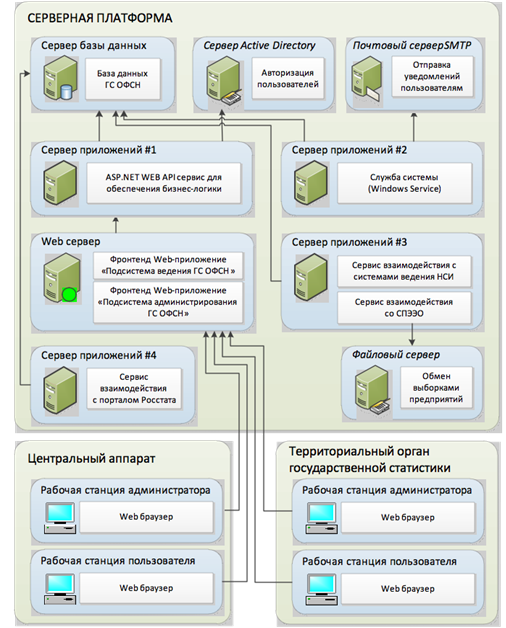 СЕРВЕРНАЯ ПЛАТФОРМА
Сервер базы данных
База данных
ГС ОФСН
Сервер Active Directory
Авторизация
пользователей
Почтовый серверSMTP
Отправка
уведомлений
пользователям
Сервер приложений #1
ASP.NET WEB API сервис для
обеспечения бизнес-логики
Сервер приложений #2
Служба системы
(Windows Service)
Web сервер
Фронтенд Web-приложение
«Подсистема ведения ГС ОФСН »
Фронтенд Web-приложение
«Подсистема администрирования
ГС ОФСН»
Сервер приложений #3
Сервис взаимодействия с
системами ведения НСИ
Сервис взаимодействия
со СПЭЭО
Сервер приложений #4
Сервис
взаимодействия
с порталом Росстата
Файловый сервер
Обмен
выборками
предприятий
Центральный аппарат
Рабочая станция администратора
Web браузер
Рабочая станция пользователя
Web браузер
Территориальный орган
государственной статистики
Рабочая станция администратора
Web браузер
Рабочая станция пользователя
Web браузер